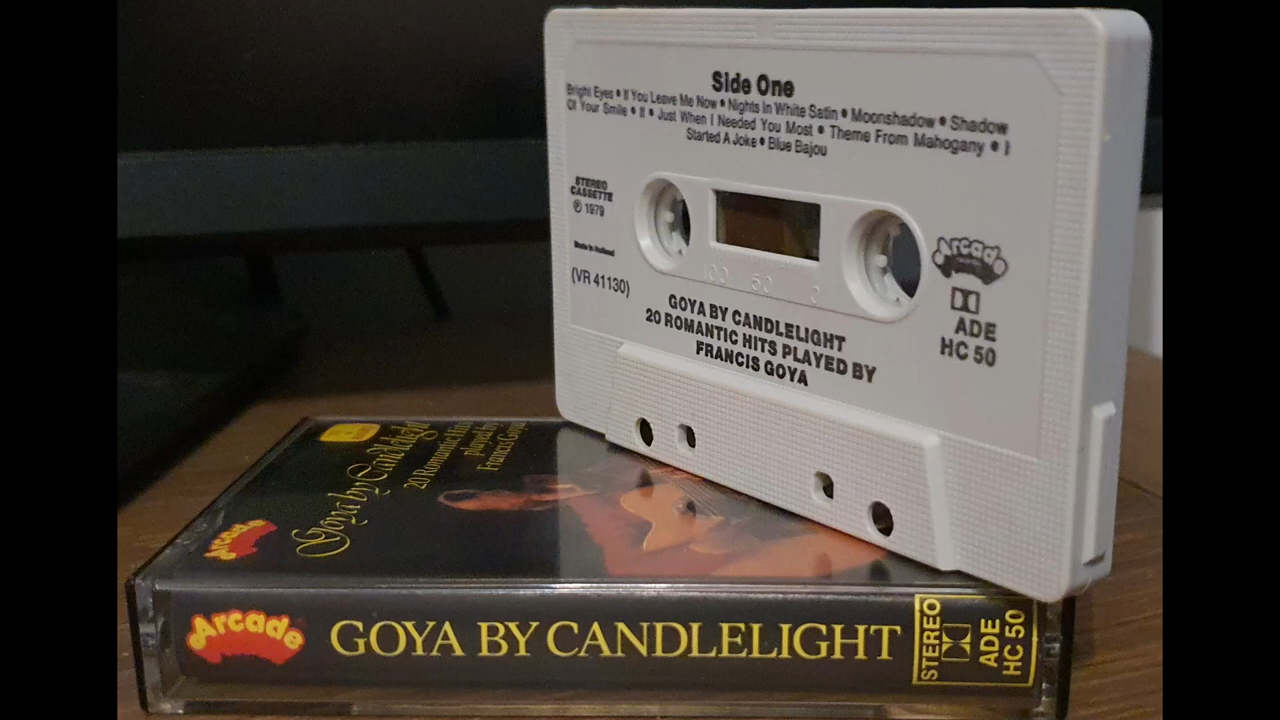 Side One
Bright Eyes • If You Leave Me Now • Nights In White Satin • Moonshadow • Shadow
Of Your Smile • If • Just When I Needed You Most • Theme From Mahogany • I
Started A Joke • Blue Bajou
STEREO
CASSETTE
℗ 1979
Made in Holland
(VR 41130)
100 50 0
Arcade
ADE
HC 50
GOYA BY CANDLELIGHT
20 ROMANTIC HITS PLAYED BY
FRANCIS GOYA
Goya by Candlelight
20 Romantic Hits
played by
Francis Goya
Arcade
Arcade
GOYA BY CANDLELIGHT
STEREO
ADE
HC 50